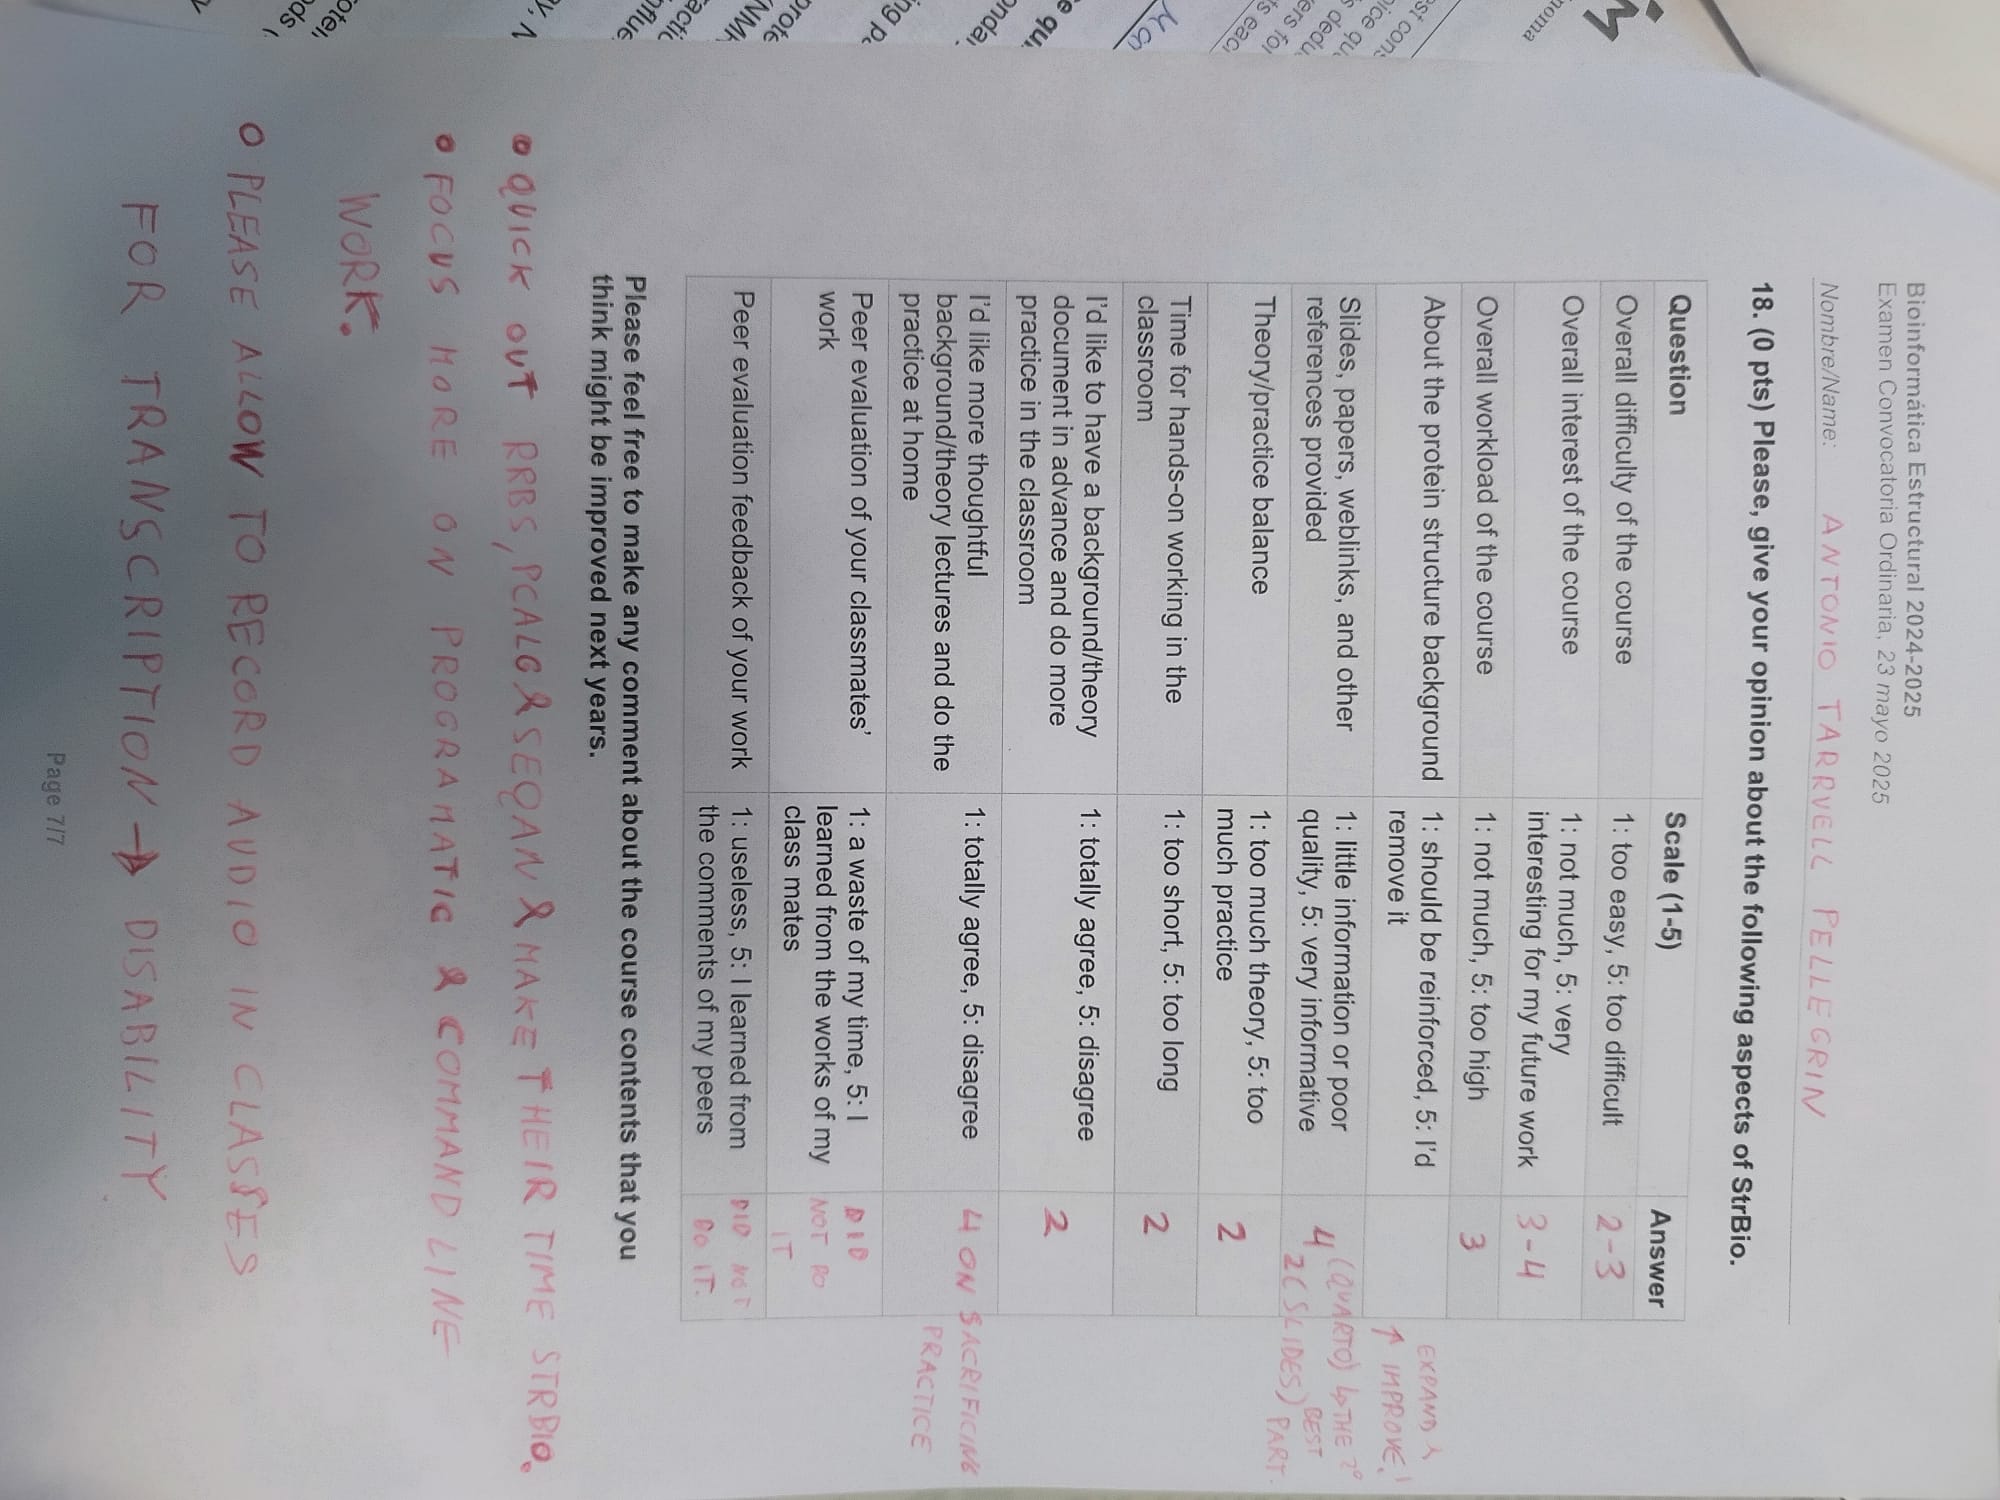 Bioinformática Estructural 2024-2025
Examen Convocatoria Ordinaria, 23 mayo 2025
Nombre/Name: ANTONIO TARRVELL PELLEGRIN
18. (0 pts) Please, give your opinion about the following aspects of StrBio.
Question Scale (1-5) Answer
Overall difficulty of the course 1: too easy, 5: too difficult 2-3
Overall interest of the course 1: not much, 5: very
interesting for my future work 3-4
Overall workload of the course 1: not much, 5: too high 3
About the protein structure background 1: should be reinforced, 5: I'd
remove it
EXPAND &
↑ IMPROVE!
Slides, papers, weblinks, and other
references provided
1: little information or poor
quality, 5: very informative
4 (QUARTO) ↳ THE 2º
2 (SLIDES) BEST
PART.
Theory/practice balance 1: too much theory, 5: too
much practice 2
Time for hands-on working in the
classroom
1: too short, 5: too long 2
I'd like to have a background/theory
document in advance and do more
practice in the classroom
1: totally agree, 5: disagree 2
I'd like more thoughtful
background/theory lectures and do the
practice at home
1: totally agree, 5: disagree 4 ON SACRIFICING
PRACTICE
Peer evaluation of your classmates'
work
1: a waste of my time, 5: I
learned from the works of my
class mates
DID
NOT DO
IT
Peer evaluation feedback of your work 1: useless, 5: I learned from
the comments of my peers
DID NOT
DO IT.
Please feel free to make any comment about the course contents that you
think might be improved next years.
• QUICK OUT RRBS, PCALG & SEQAN & MAKE THEIR TIME STRBIO.
• FOCUS MORE ON PROGRAMATIC & COMMAND LINE
WORK.
o PLEASE ALLOW TO RECORD AUDIO IN CLASSES
FOR TRANSCRIPTION → DISABILITY
Page 7/7